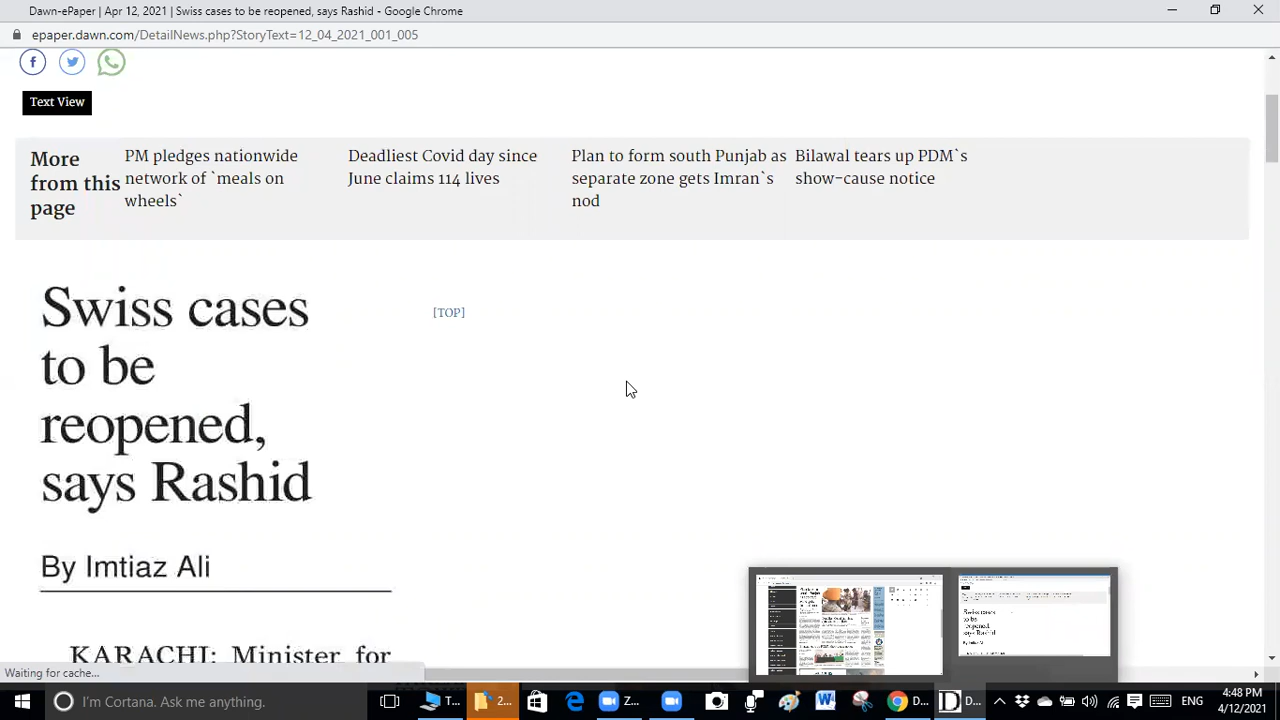 Dawn-ePaper | Apr 12, 2021 | Swiss cases to be reopened, says Rashid - Google Chrome
epaper.dawn.com/DetailNews.php?StoryText=12_04_2021_001_005
Text View
More from this page
PM pledges nationwide network of `meals on wheels`
Deadliest Covid day since June claims 114 lives
Plan to form south Punjab as separate zone gets Imran`s nod
Bilawal tears up PDM`s show-cause notice
Swiss cases
to be
reopened,
says Rashid
[TOP]
By Imtiaz Ali
KARACHI: Minister for
Waiting for cache...
I'm Cortana. Ask me anything.
T...
2...
Z...
D...
D...
ENG
4:48 PM
4/12/2021